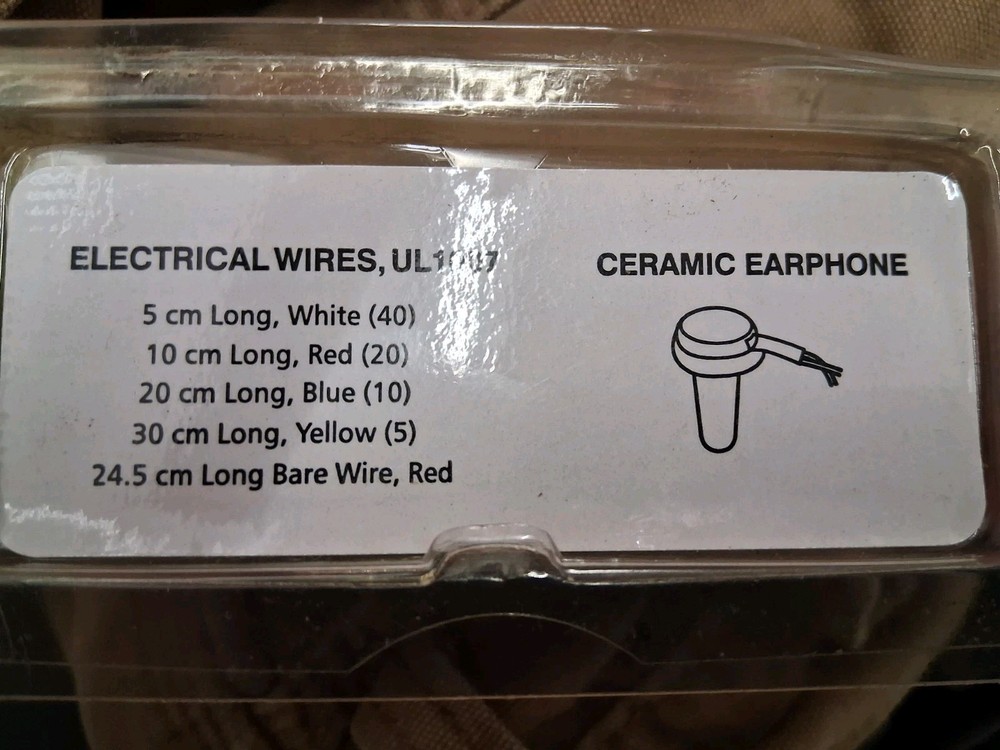 ELECTRICAL WIRES,
5 cm Long, White (40)
10 cm Long, Red (20)
20 cm Long, Blue (10)
30 cm Long, Yellow (5)
24.5 cm Long Bare Wire, Red
CERAMIC EARPHONE